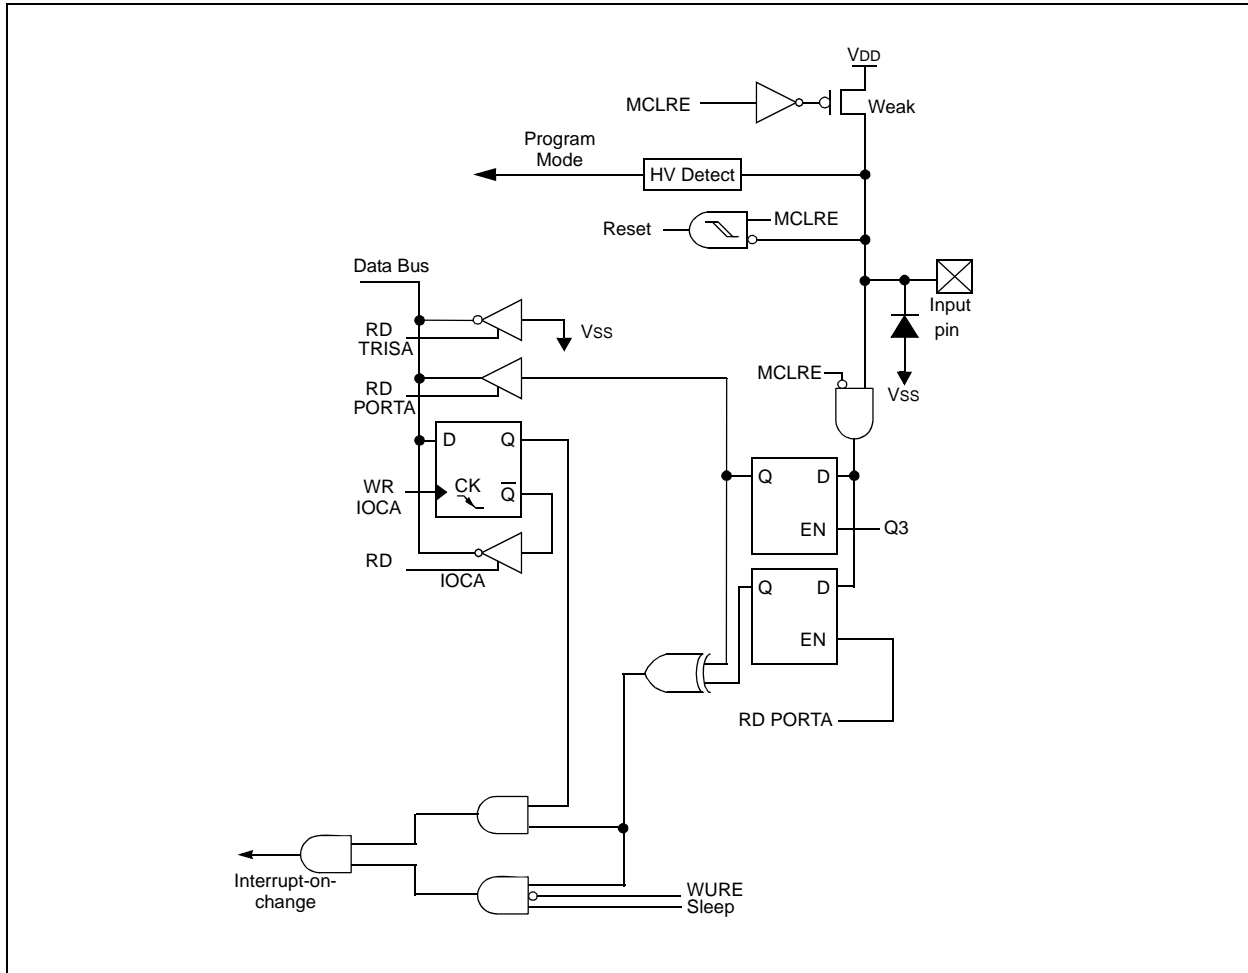 VDD
MCLRE
Weak
Program
Mode
HV Detect
MCLRE
Reset
Data Bus
Input
pin
RD
TRISA
VSS
MCLRE
VSS
RD
PORTA
D Q
CK
Q
WR
IOCA
Q D
EN
Q3
RD
IOCA
Q D
EN
RD PORTA
Interrupt-on-
change
WURE
Sleep